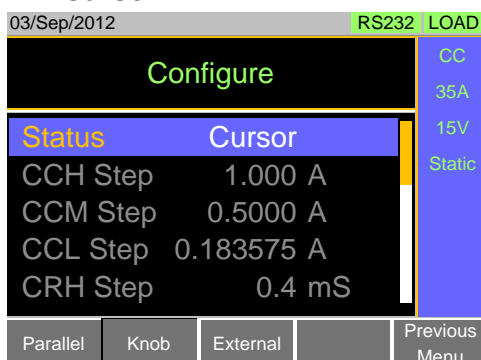 03/Sep/2012 RS232 LOAD
Configure
CC
35A
15V
Static
Status Cursor
CCH Step 1.000 A
CCM Step 0.5000 A
CCL Step 0.183575 A
CRH Step 0.4 mS
Parallel Knob External Previous Menu